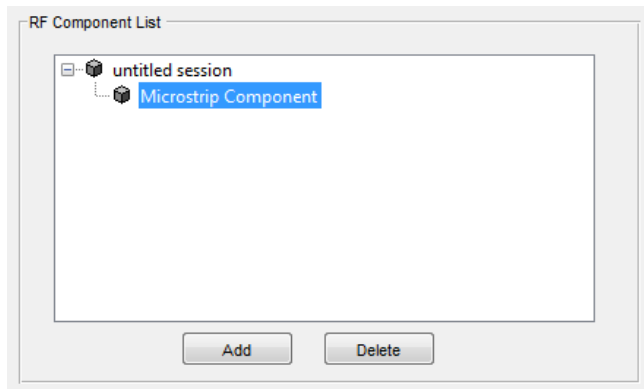 RF Component List
untitled session
Microstrip Component
Add Delete